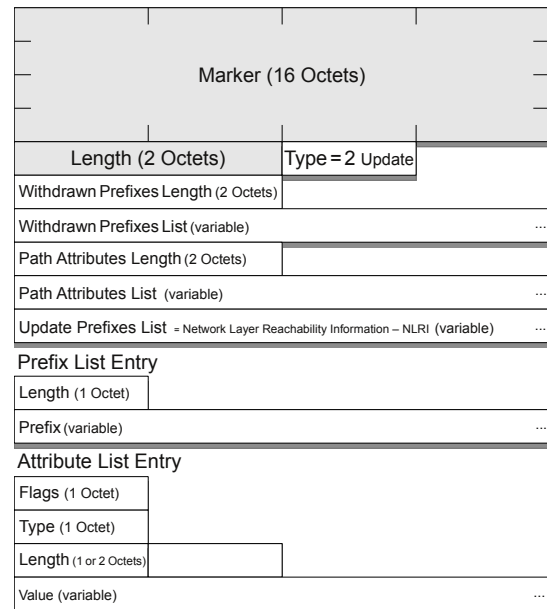 Marker (16 Octets)
Length (2 Octets) Type = 2 Update
Withdrawn Prefixes Length (2 Octets)
Withdrawn Prefixes List (variable) ...
Path Attributes Length (2 Octets)
Path Attributes List (variable) ...
Update Prefixes List = Network Layer Reachability Information – NLRI (variable) ...
Prefix List Entry
Length (1 Octet)
Prefix (variable) ...
Attribute List Entry
Flags (1 Octet)
Type (1 Octet)
Length (1 or 2 Octets)
Value (variable) ...